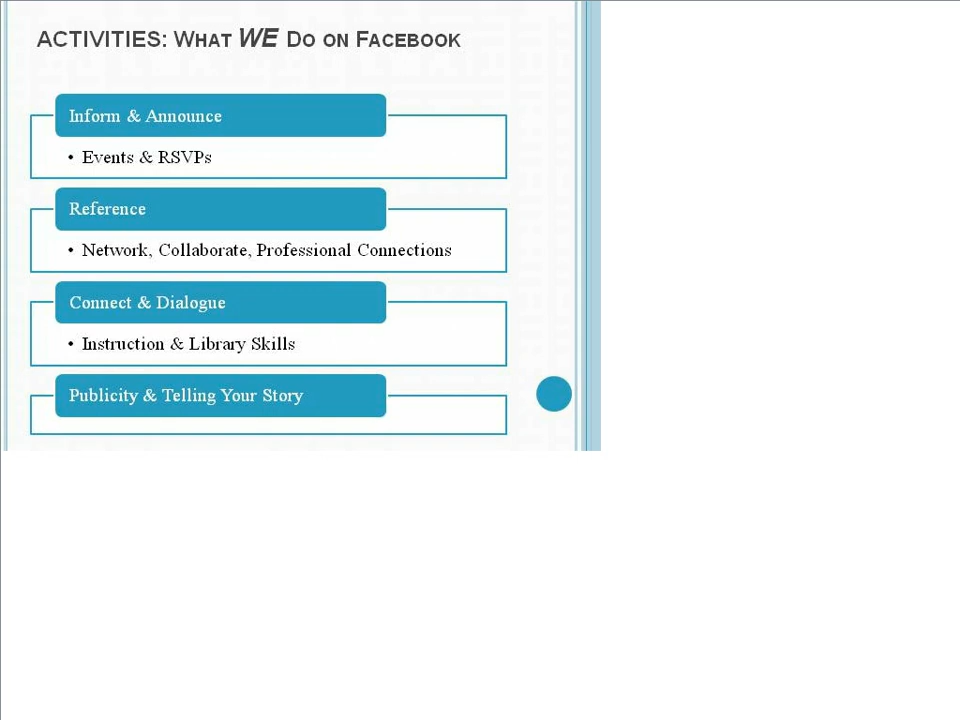 ACTIVITIES: WHAT WE DO ON FACEBOOK
Inform & Announce
• Events & RSVPs
Reference
• Network, Collaborate, Professional Connections
Connect & Dialogue
• Instruction & Library Skills
Publicity & Telling Your Story